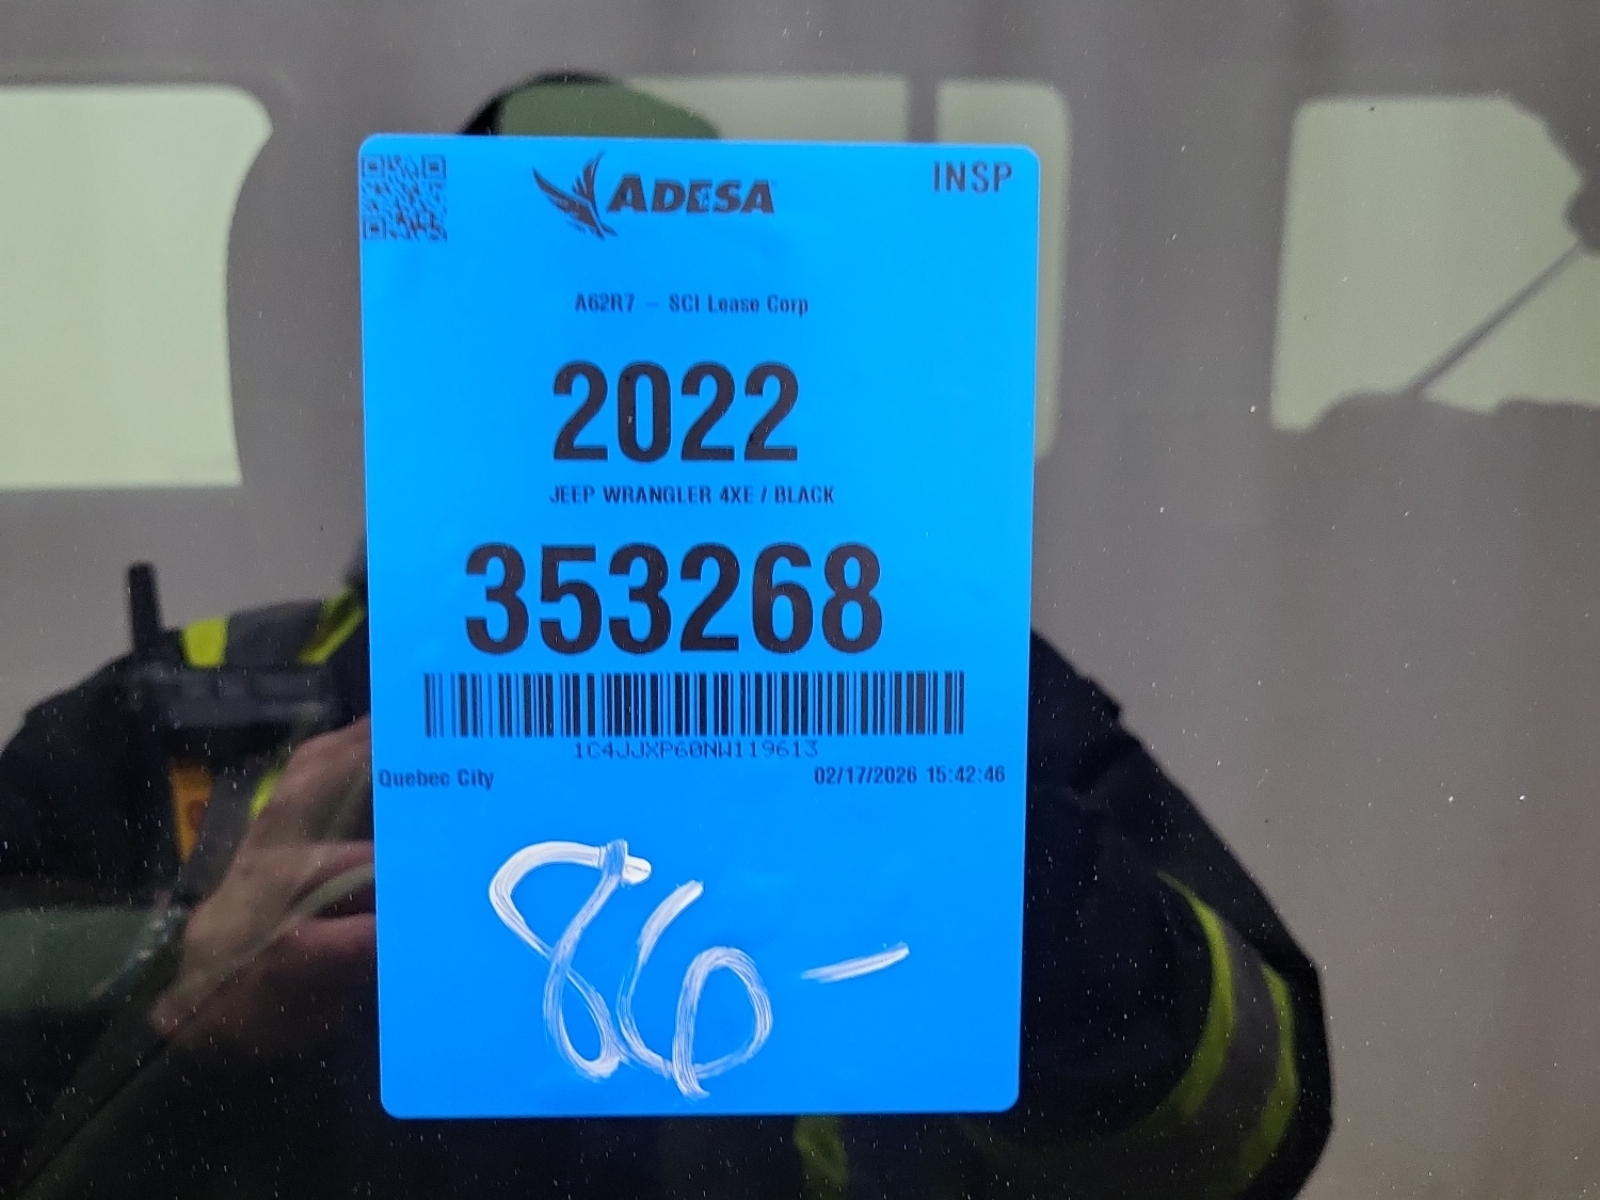 ADESA
INSP
A62R7 – SCI Lease Corp
2022
JEEP WRANGLER 4XE / BLACK
353268
1C4JJXP60NW119613
Quebec City 02/17/2026 15:42:46
86-